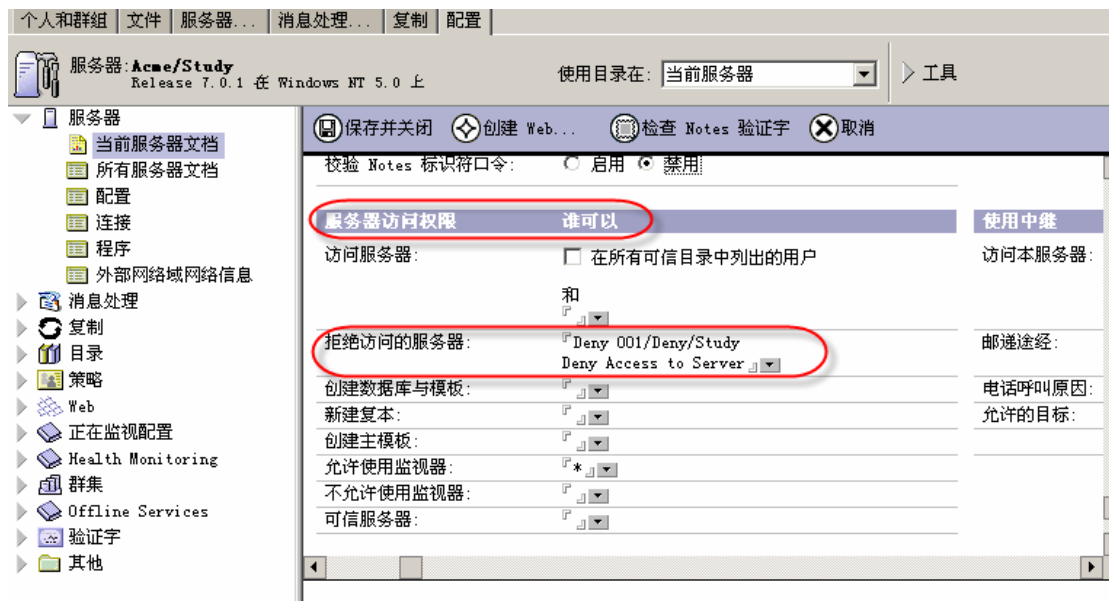 个人和群组 文件 服务器... 消息处理... 复制 配置
服务器:Acme/Study
Release 7.0.1 在 Windows NT 5.0 上
使用目录在: 当前服务器
工具
服务器
当前服务器文档
所有服务器文档
配置
连接
程序
外部网络域网络信息
消息处理
复制
目录
策略
Web
正在监视配置
Health Monitoring
群集
Offline Services
验证字
其他
保存并关闭 创建 Web... 检查 Notes 验证字 取消
校验 Notes 标识符口令: 启用 禁用
服务器访问权限 谁可以 使用中继
访问服务器: 在所有可信目录中列出的用户 访问本服务器:
和
拒绝访问的服务器: 『Deny 001/Deny/Study 邮递途经:
Deny Access to Server 』
创建数据库与模板: 『 』 电话呼叫原因:
新建复本: 『 』 允许的目标:
创建主模板: 『 』
允许使用监视器: 『* 』
不允许使用监视器: 『 』
可信服务器: 『 』